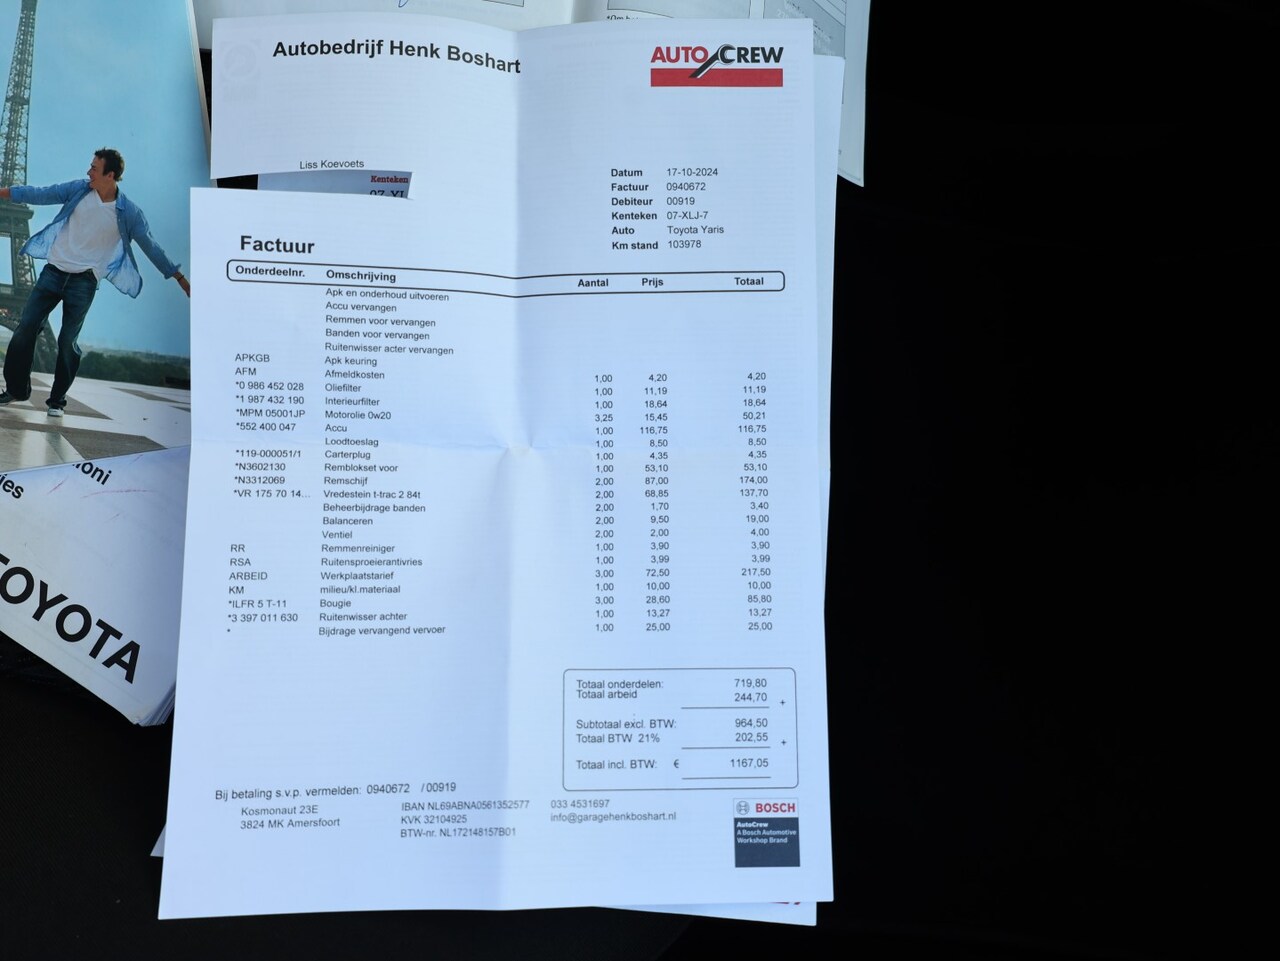 Autobedrijf Henk Boshart
AUTO CREW
Liss Koevoets
Kenteken
Datum 17-10-2024
Factuur 0940672
Debiteur 00919
Kenteken 07-XLJ-7
Auto Toyota Yaris
Km stand 103978
Factuur
Onderdeelnr. Omschrijving Aantal Prijs Totaal
Apk en onderhoud uitvoeren
Accu vervangen
Remmen voor vervangen
Banden voor vervangen
Ruitenwisser acter vervangen
APKGB Apk keuring
AFM Afmeldkosten 1,00 4,20 4,20
*0 986 452 028 Oliefilter 1,00 11,19 11,19
*1 987 432 190 Interieurfilter 1,00 18,64 18,64
*MPM 05001JP Motorolie 0w20 3,25 15,45 50,21
*552 400 047 Accu 1,00 116,75 116,75
Loodtoeslag 1,00 8,50 8,50
*119-000051/1 Carterplug 1,00 4,35 4,35
*N3602130 Remblokset voor 1,00 53,10 53,10
*N3312069 Remschijf 2,00 87,00 174,00
*VR 175 70 14... Vredestein t-trac 2 84t 2,00 68,85 137,70
Beheerbijdrage banden 2,00 1,70 3,40
Balanceren 2,00 9,50 19,00
Ventiel 2,00 2,00 4,00
RR Remmenreiniger 1,00 3,90 3,90
RSA Ruitensproeierantivries 1,00 3,99 3,99
ARBEID Werkplaatstarief 3,00 72,50 217,50
KM milieu/kl.materiaal 1,00 10,00 10,00
*ILFR 5 T-11 Bougie 3,00 28,60 85,80
*3 397 011 630 Ruitenwisser achter 1,00 13,27 13,27
* Bijdrage vervangend vervoer 1,00 25,00 25,00
Totaal onderdelen: 719,80
Totaal arbeid 244,70 +
Subtotaal excl. BTW: 964,50
Totaal BTW 21% 202,55 +
Totaal incl. BTW: € 1167,05
Bij betaling s.v.p. vermelden: 0940672 /00919
Kosmonaut 23E
3824 MK Amersfoort
IBAN NL69ABNA0561352577
KVK 32104925
BTW-nr. NL172148157B01
033 4531697
info@garagehenkboshart.nl
BOSCH
AutoCrew
A Bosch Automotive
Workshop Brand
TOYOTA